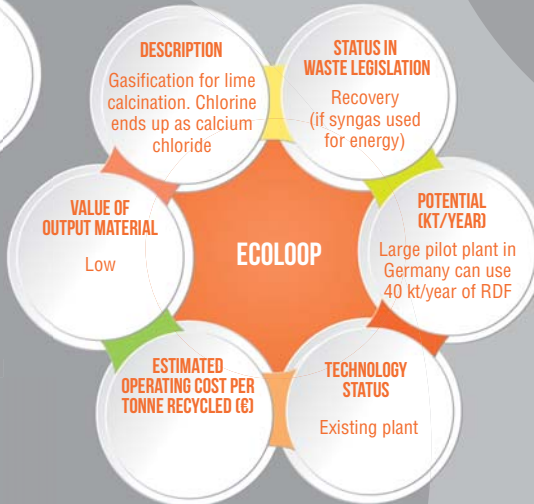 DESCRIPTION
Gasification for lime
calcination. Chlorine
ends up as calcium
chloride
STATUS IN
WASTE LEGISLATION
Recovery
(if syngas used
for energy)
VALUE OF
OUTPUT MATERIAL
Low
ECOLOOP
POTENTIAL
(KT/YEAR)
Large pilot plant in
Germany can use
40 kt/year of RDF
ESTIMATED
OPERATING COST PER
TONNE RECYCLED (€)
TECHNOLOGY
STATUS
Existing plant